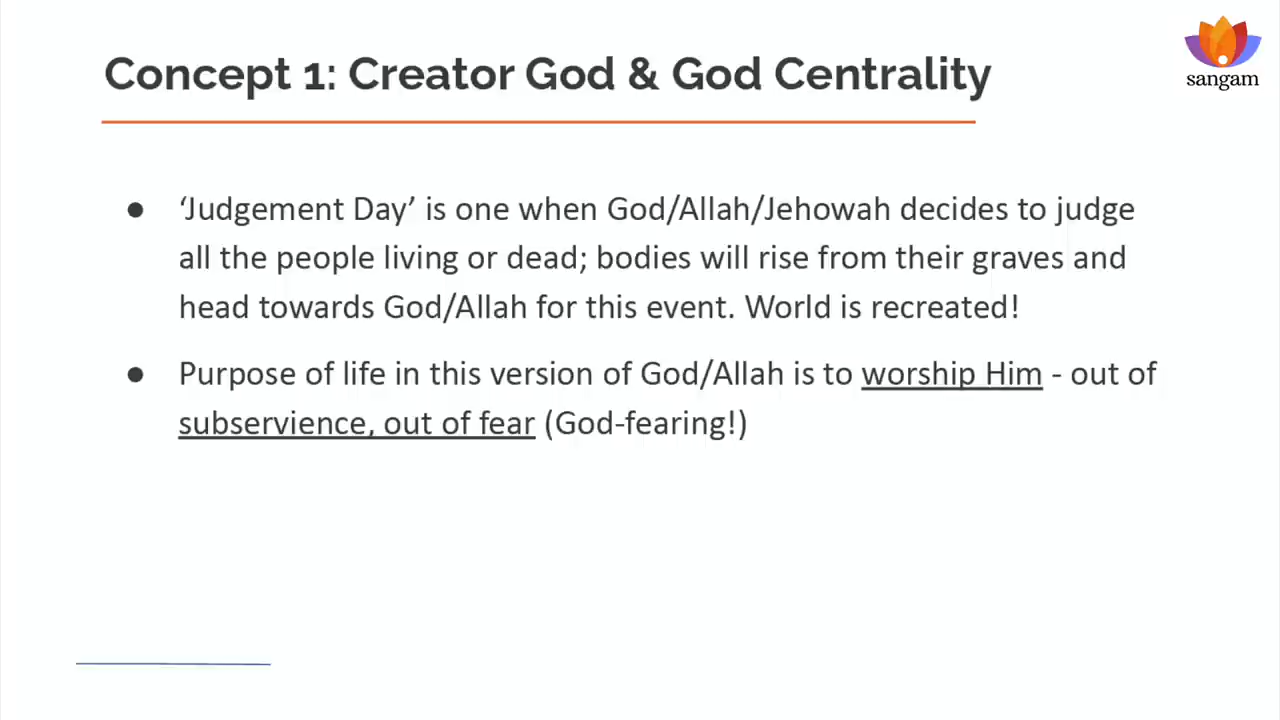 Concept 1: Creator God & God Centrality
sangam
● ‘Judgement Day’ is one when God/Allah/Jehowah decides to judge
all the people living or dead; bodies will rise from their graves and
head towards God/Allah for this event. World is recreated!
● Purpose of life in this version of God/Allah is to worship Him - out of
subservience, out of fear (God-fearing!)